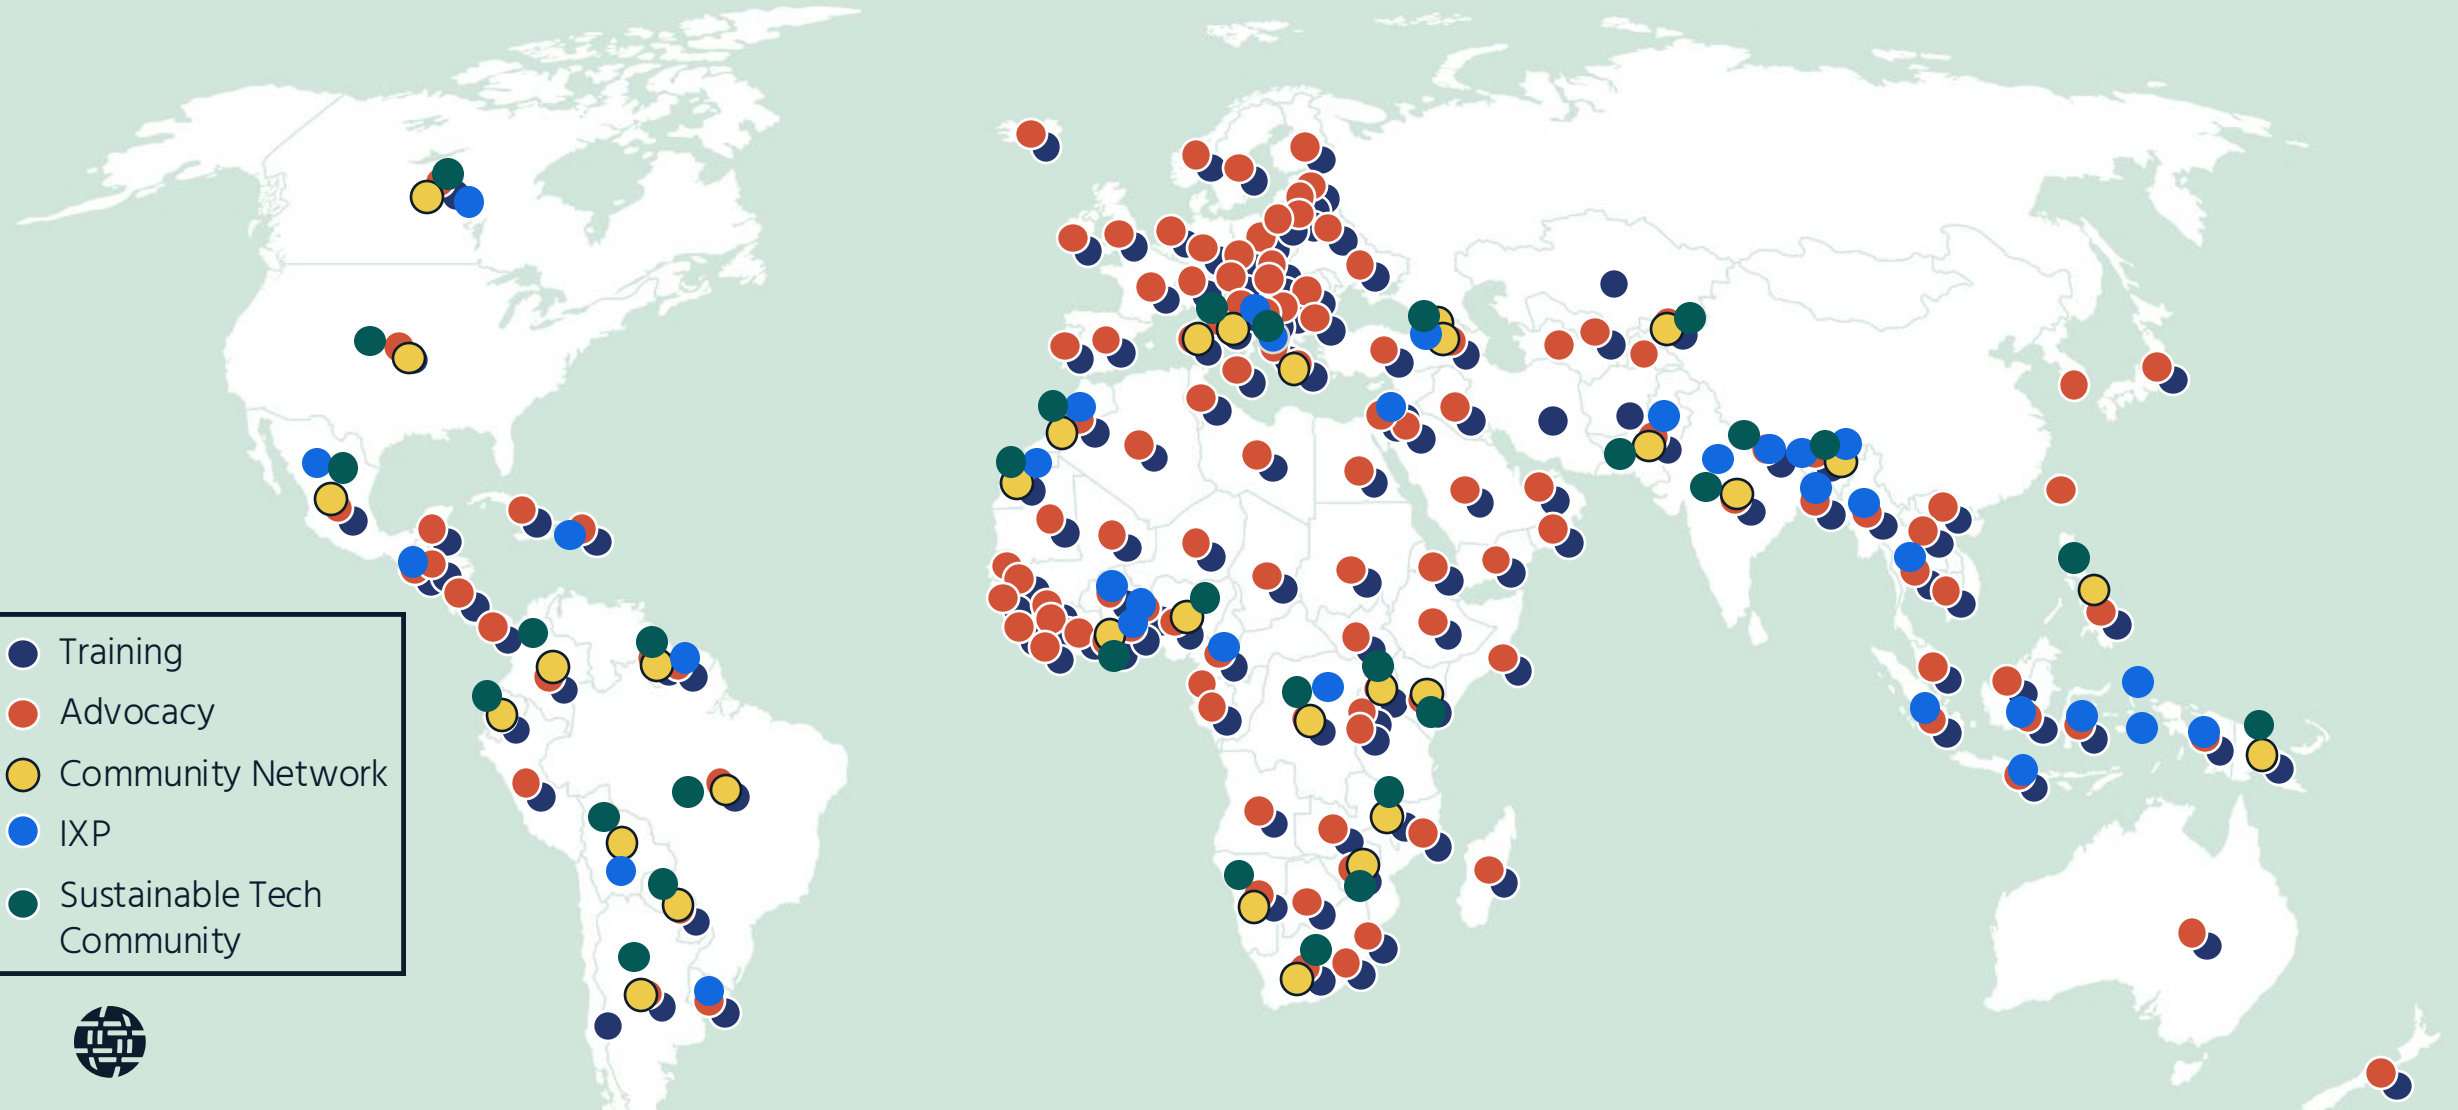 Training
Advocacy
Community Network
IXP
Sustainable Tech
Community